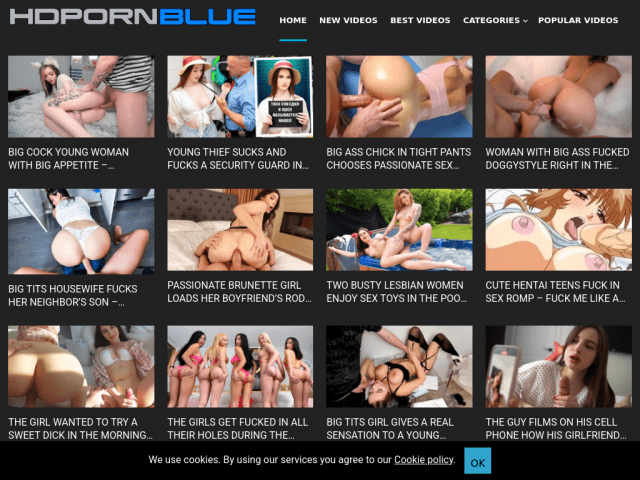 HDPORNBLUE
HOME NEW VIDEOS BEST VIDEOS CATEGORIES POPULAR VIDEOS
BIG COCK YOUNG WOMAN
WITH BIG APPETITE –...
YOUNG THIEF SUCKS AND
FUCKS A SECURITY GUARD IN...
BIG ASS CHICK IN TIGHT PANTS
CHOOSES PASSIONATE SEX...
WOMAN WITH BIG ASS FUCKED
DOGGYSTYLE RIGHT IN THE...
BIG TITS HOUSEWIFE FUCKS
HER NEIGHBOR'S SON –...
PASSIONATE BRUNETTE GIRL
LOADS HER BOYFRIEND'S ROD...
TWO BUSTY LESBIAN WOMEN
ENJOY SEX TOYS IN THE POO...
CUTE HENTAI TEENS FUCK IN
SEX ROMP – FUCK ME LIKE A...
THE GIRL WANTED TO TRY A
SWEET DICK IN THE MORNING...
THE GIRLS GET FUCKED IN ALL
THEIR HOLES DURING THE...
BIG TITS GIRL GIVES A REAL
SENSATION TO A YOUNG...
THE GUY FILMS ON HIS CELL
PHONE HOW HIS GIRLFRIEND...
We use cookies. By using our services you agree to our Cookie policy. OK